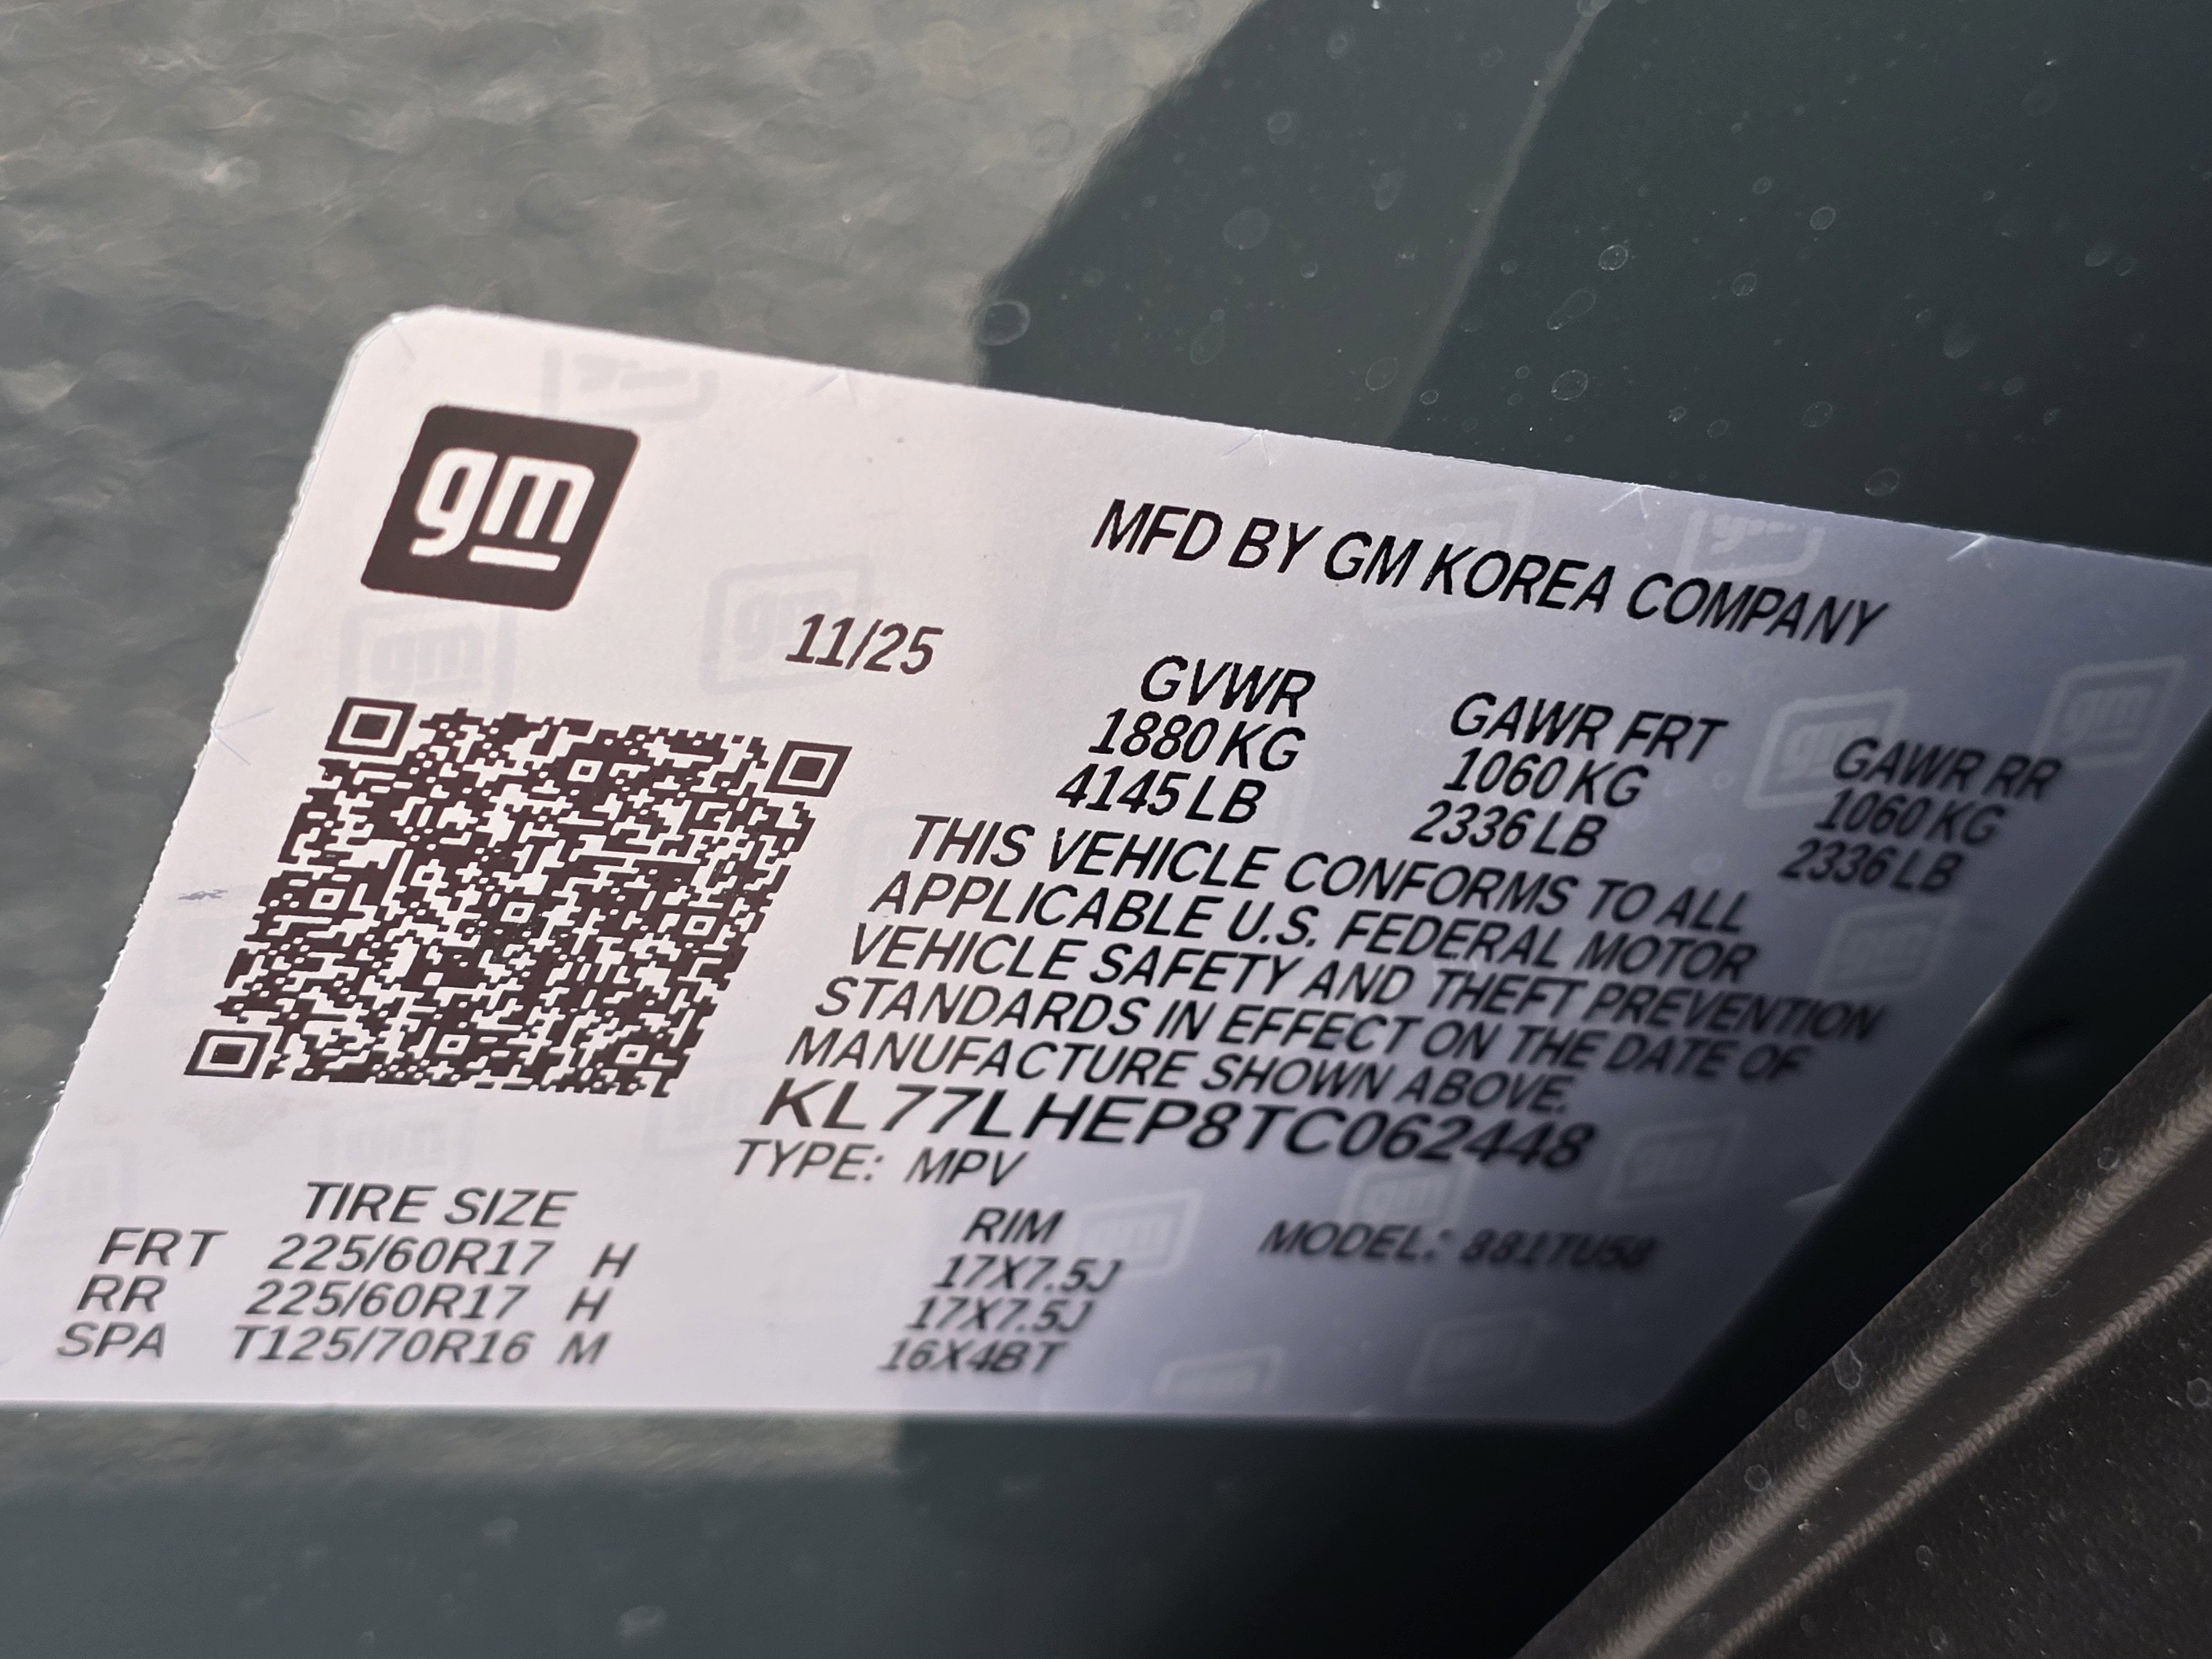 gm
MFD BY GM KOREA COMPANY
11/25
GVWR GAWR FRT GAWR RR
1880 KG 1060 KG 1060 KG
4145 LB 2336 LB 2336 LB
THIS VEHICLE CONFORMS TO ALL
APPLICABLE U.S. FEDERAL MOTOR
VEHICLE SAFETY AND THEFT PREVENTION
STANDARDS IN EFFECT ON THE DATE OF
MANUFACTURE SHOWN ABOVE.
KL77LHEP8TC062448
TYPE: MPV
MODEL:
TIRE SIZE RIM
FRT 225/60R17 H 17X7.5J
RR 225/60R17 H 17X7.5J
SPA T125/70R16 M 16X4BT